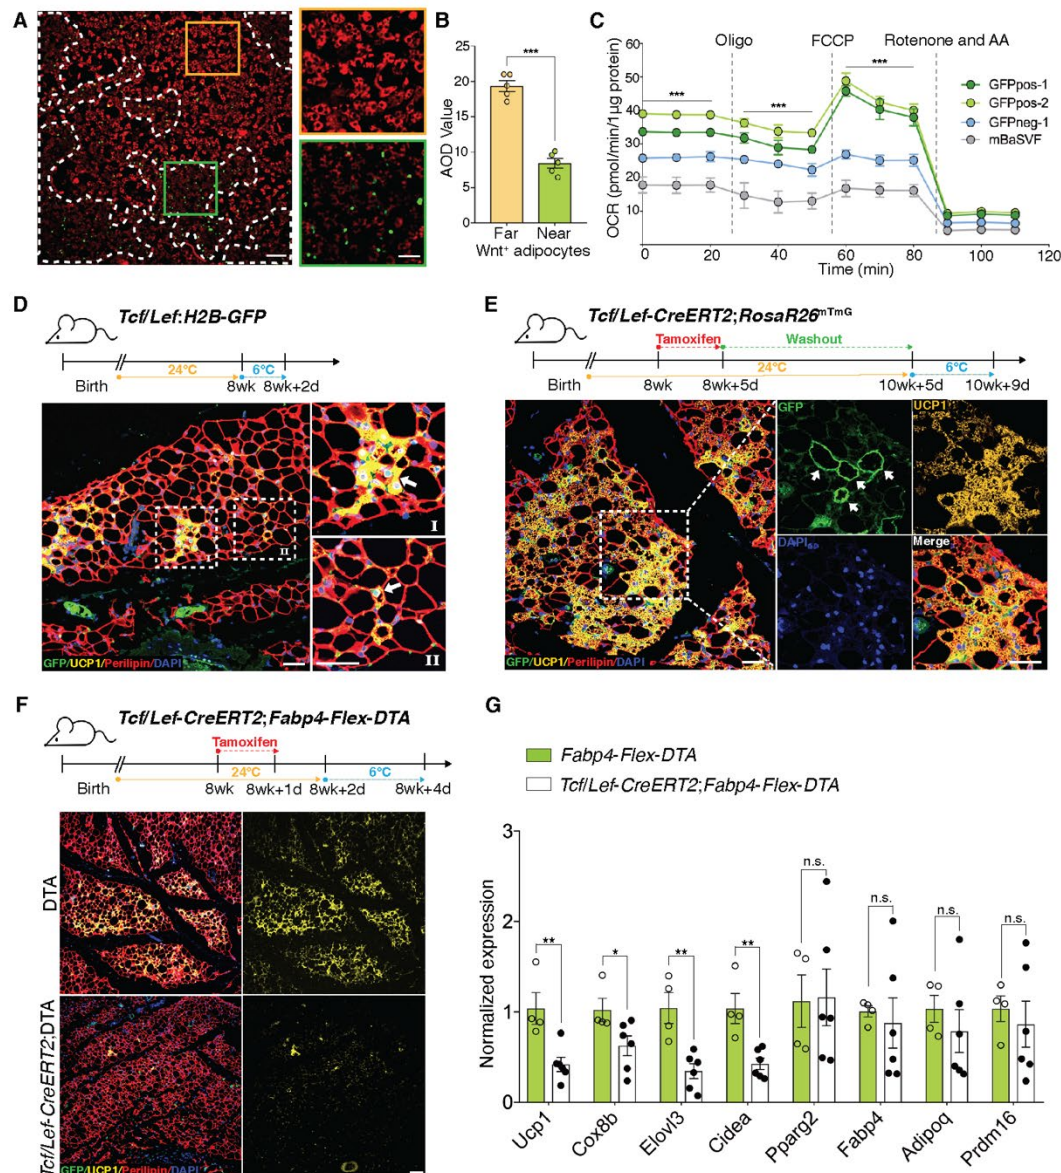 A
B
AOD Value
25
20
15
10
5
0
***
Far Near
Wnt⁺ adipocytes
C
OCR (pmol/min/1µg protein)
60
50
40
30
20
10
Oligo
FCCP
Rotenone and AA
***
***
***
GFPpos-1
GFPpos-2
GFPneg-1
mBaSVF
0 20 40 60 80 100 120
Time (min)
D
Tcf/Lef:H2B-GFP
24°C 6°C
Birth 8wk 8wk+2d
I
II
II
GFP/UCP1/Perilipin/DAPI
E
Tcf/Lef-CreERT2;RosaR26mTmG
Tamoxifen Washout
24°C 6°C
Birth 8wk 8wk+5d 10wk+5d 10wk+9d
GFP
UCP1
DAPI
Merge
GFP/UCP1/Perilipin/DAPI
F
Tcf/Lef-CreERT2;Fabp4-Flex-DTA
Tamoxifen
24°C 6°C
Birth 8wk 8wk+1d 8wk+2d 8wk+4d
DTA
Tcf/Lef-CreERT2;DTA
GFP/UCP1/Perilipin/DAPI
G
Fabp4-Flex-DTA
Tcf/Lef-CreERT2;Fabp4-Flex-DTA
Normalized expression
3
2
1
0
** * ** ** n.s. n.s. n.s. n.s.
Ucp1 Cox8b Elovl3 Cidea Pparg2 Fabp4 Adipoq Prdm16